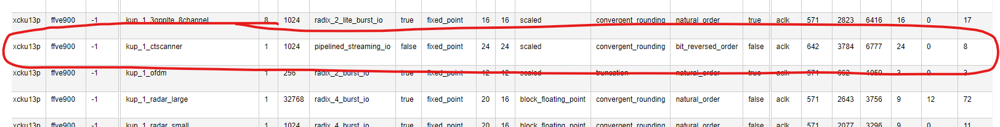 xcku13p ffve900 -1 kup_1_3gpplte_8channel 8 1024 radix_2_lite_burst_io true fixed_point 16 16 scaled convergent_rounding natural_order true aclk 571 2823 6416 16 0 17
xcku13p ffve900 -1 kup_1_ctscanner 1 1024 pipelined_streaming_io false fixed_point 24 24 scaled convergent_rounding bit_reversed_order false aclk 642 3784 6777 24 0 8
xcku13p ffve900 -1 kup_1_ofdm 1 256 radix_2_burst_io true fixed_point 12 12 scaled truncation natural_order true aclk 571 662 1059 3 0 3
xcku13p ffve900 -1 kup_1_radar_large 1 32768 radix_4_burst_io true fixed_point 20 16 block_floating_point convergent_rounding natural_order false aclk 571 2643 3756 9 12 72
xcku13p ffve900 -1 kup_1_radar_small 1 1024 radix_4_burst_io true fixed_point 20 16 block_floating_point convergent_rounding natural_order false aclk 571 2077 3296 9 0 11